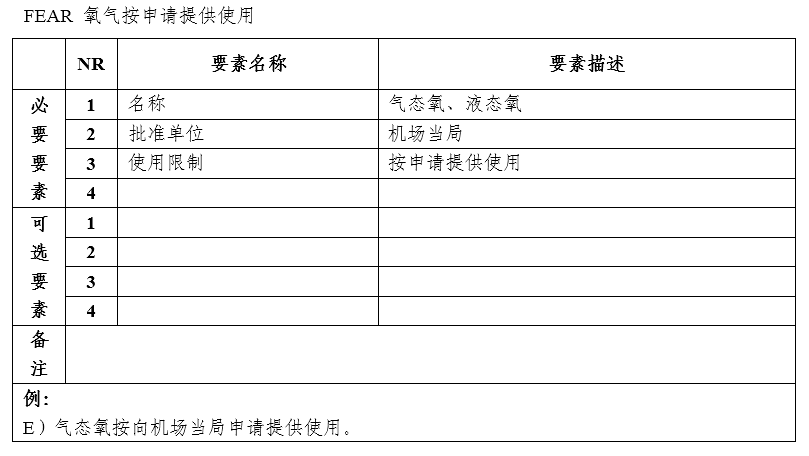 FEAR 氧气按申请提供使用
NR 要素名称 要素描述
必要要素
1 名称 气态氧、液态氧
2 批准单位 机场当局
3 使用限制 按申请提供使用
4
可选要素
1
2
3
4
备注
例：
E）气态氧按向机场当局申请提供使用。